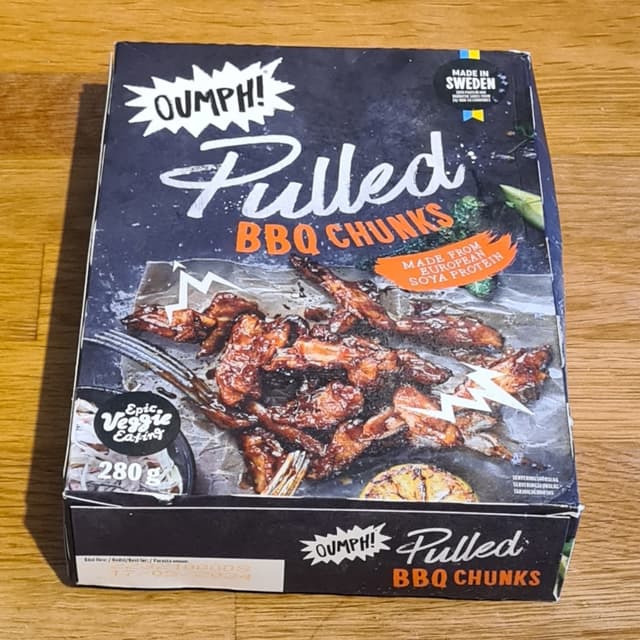 OUMPH!
MADE IN
SWEDEN
Pulled
BBQ CHUNKS
MADE FROM
EUROPEAN
SOYA PROTEIN
Epic
Veggie
Eating
280 g
OUMPH! Pulled
BBQ CHUNKS